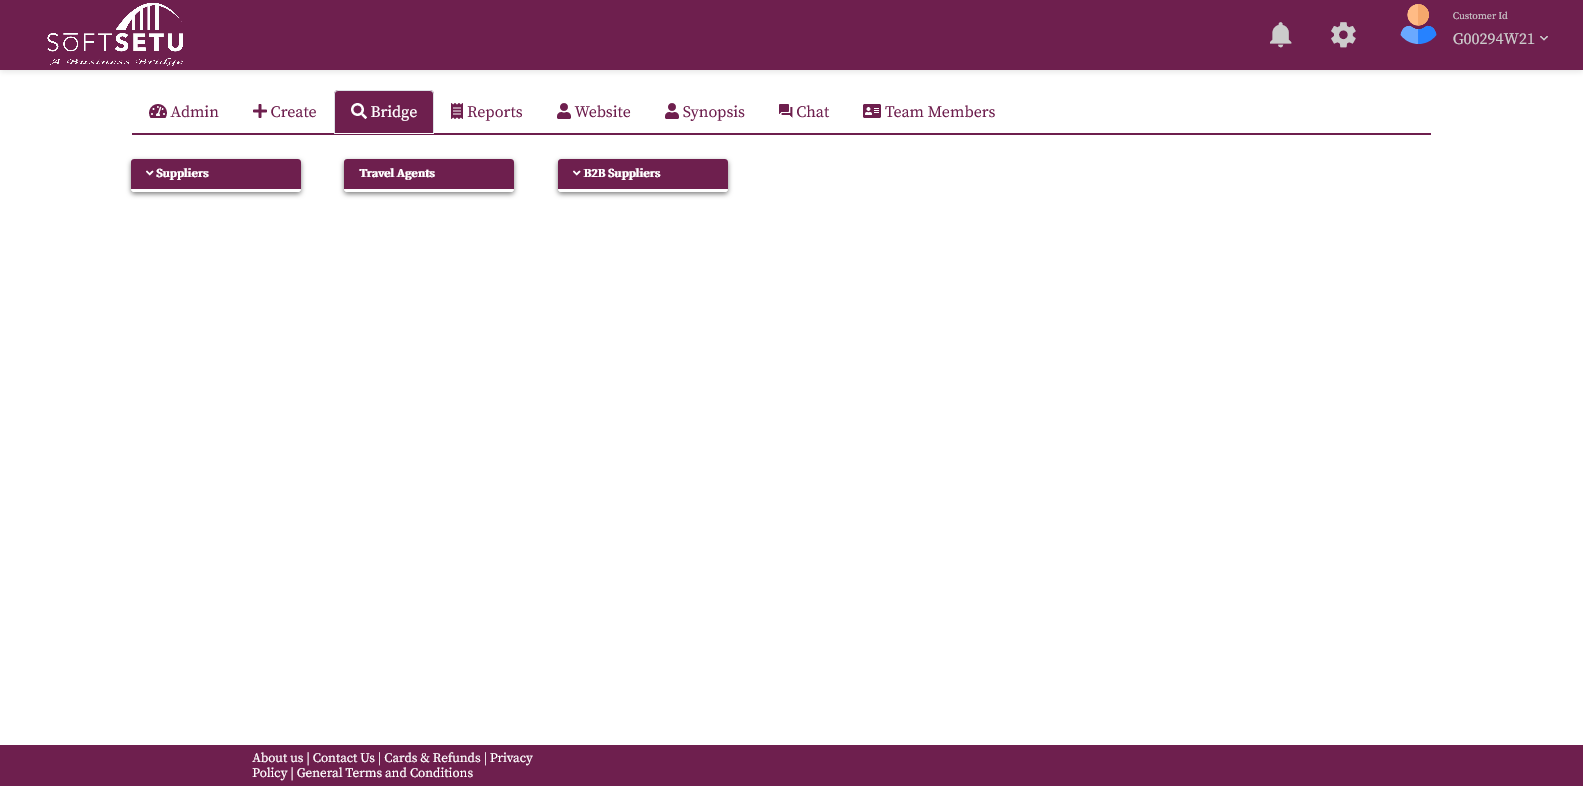 SōFTSETU
A Business Bridge
Customer Id
G00294W21
Admin Create Bridge Reports Website Synopsis Chat Team Members
Suppliers Travel Agents B2B Suppliers
About us | Contact Us | Cards & Refunds | Privacy
Policy | General Terms and Conditions